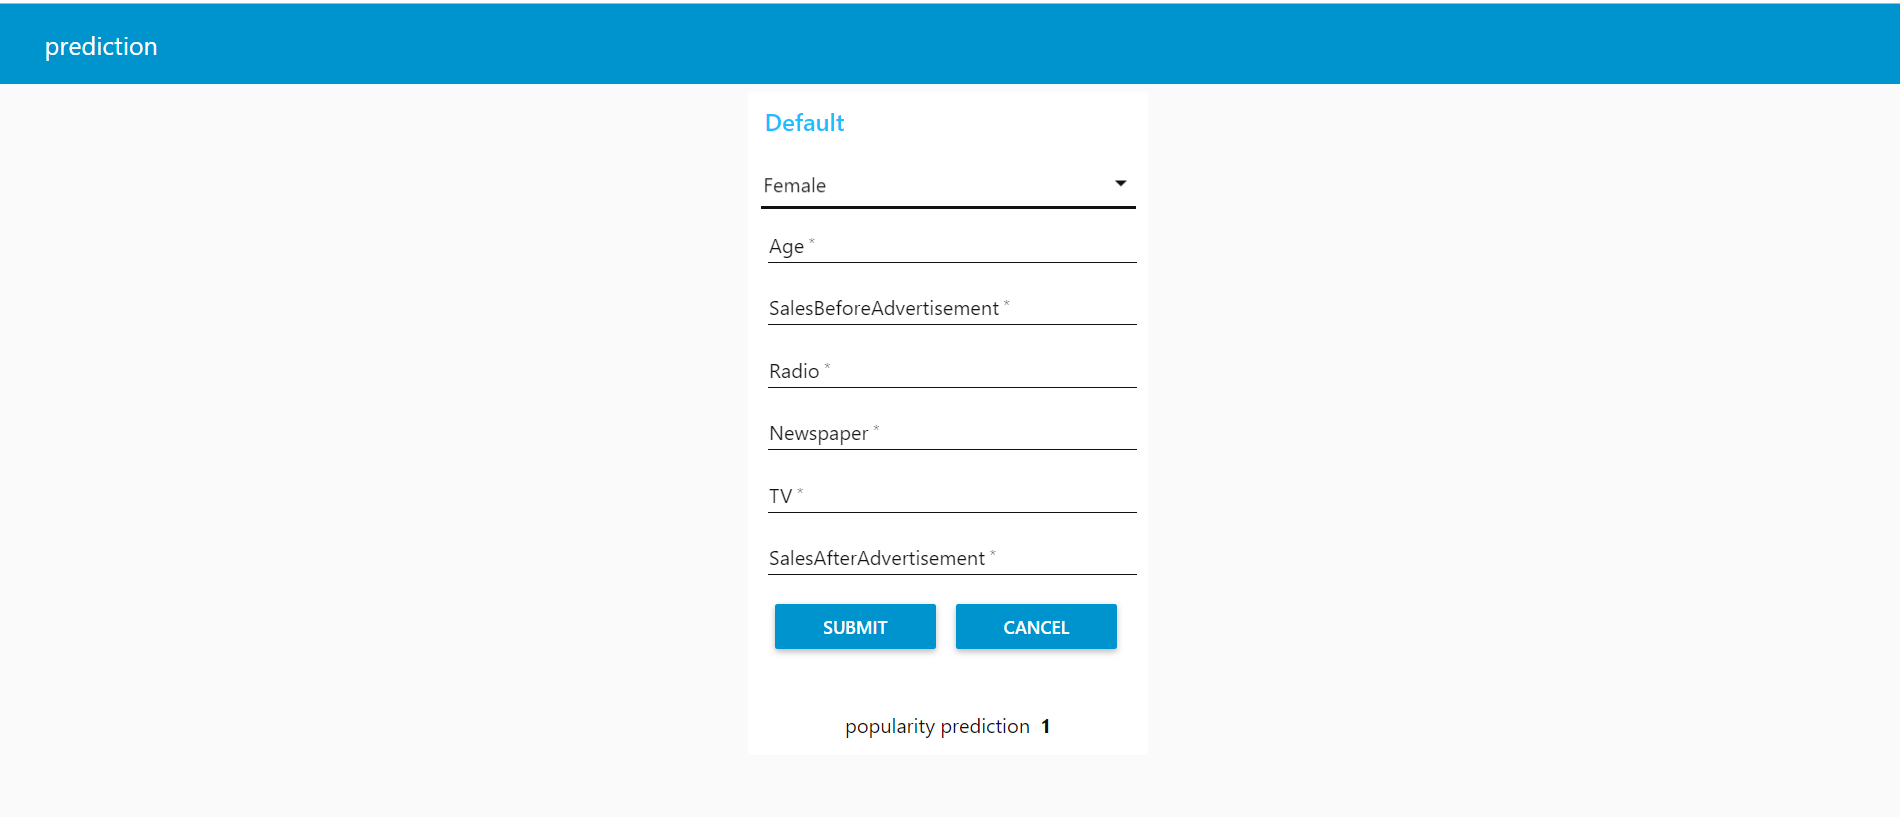 prediction
Default
Female
Age *
SalesBeforeAdvertisement *
Radio *
Newspaper *
TV *
SalesAfterAdvertisement *
SUBMIT CANCEL
popularity prediction 1